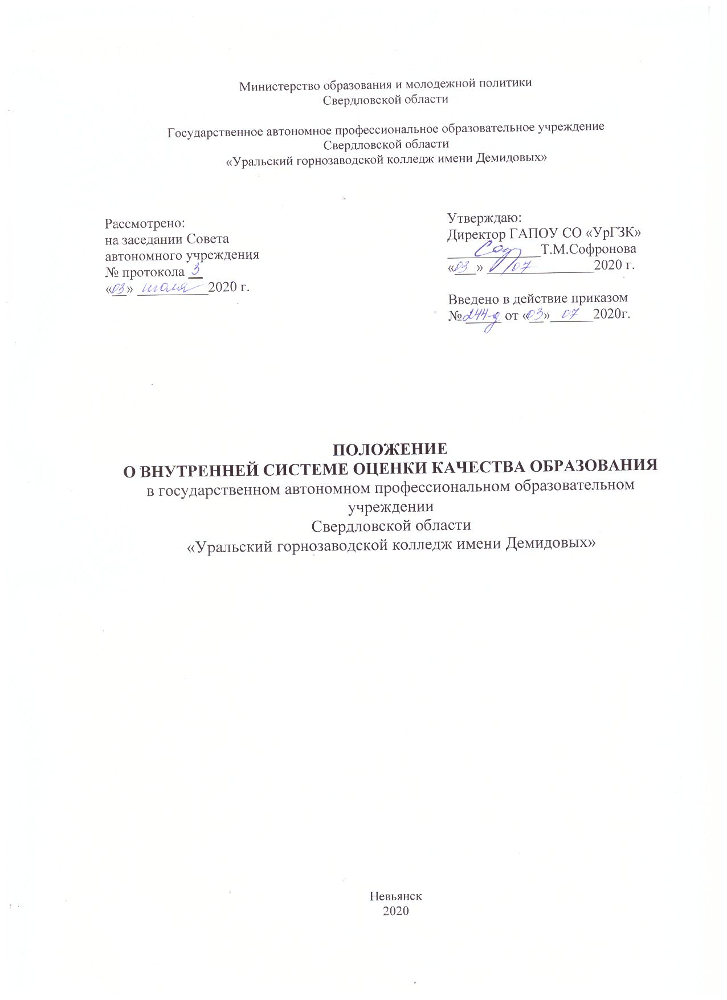 Министерство образования и молодежной политики
Свердловской области
Государственное автономное профессиональное образовательное учреждение
Свердловской области
«Уральский горнозаводской колледж имени Демидовых»
Рассмотрено:
на заседании Совета
автономного учреждения
№ протокола 3
«03» июля 2020 г.
Утверждаю:
Директор ГАПОУ СО «УрГЗК»
Т.М.Софронова
«03» 07 2020 г.
Введено в действие приказом
№ 244-д от «03» 07 2020г.
ПОЛОЖЕНИЕ
О ВНУТРЕННЕЙ СИСТЕМЕ ОЦЕНКИ КАЧЕСТВА ОБРАЗОВАНИЯ
в государственном автономном профессиональном образовательном
учреждении
Свердловской области
«Уральский горнозаводской колледж имени Демидовых»
Невьянск
2020